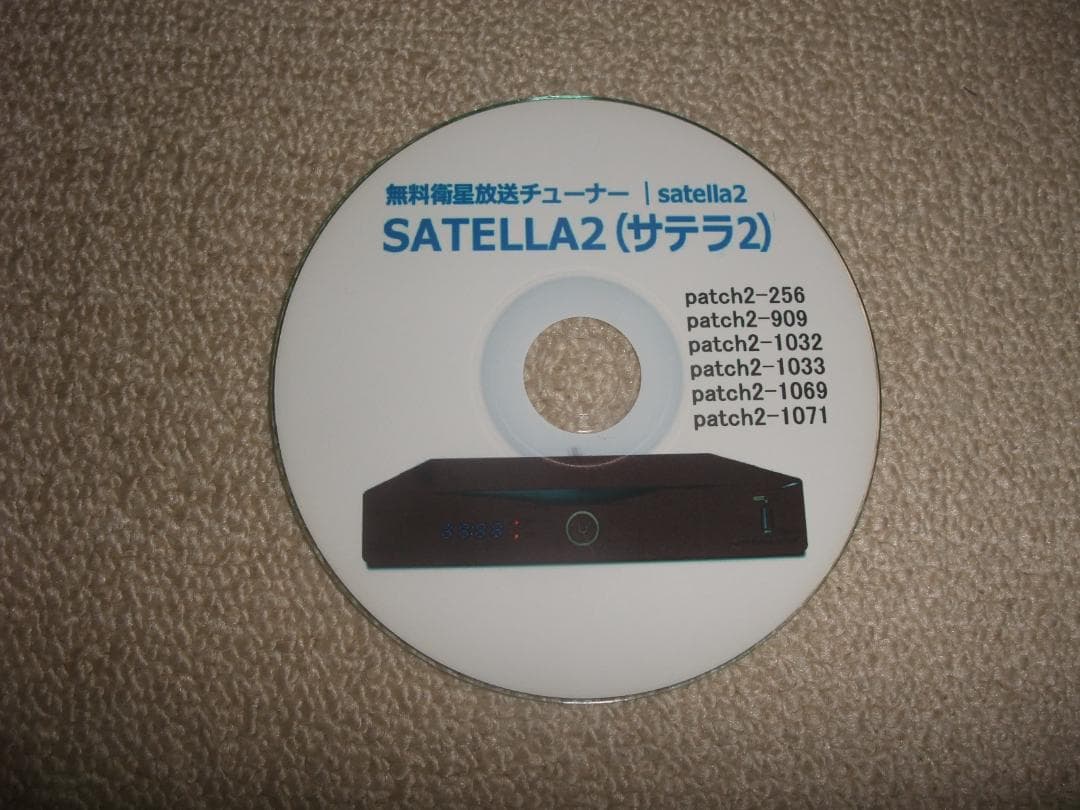 無料衛星放送チューナー | satella2
SATELLA2 (サテラ2)
patch2-256
patch2-909
patch2-1032
patch2-1033
patch2-1069
patch2-1071